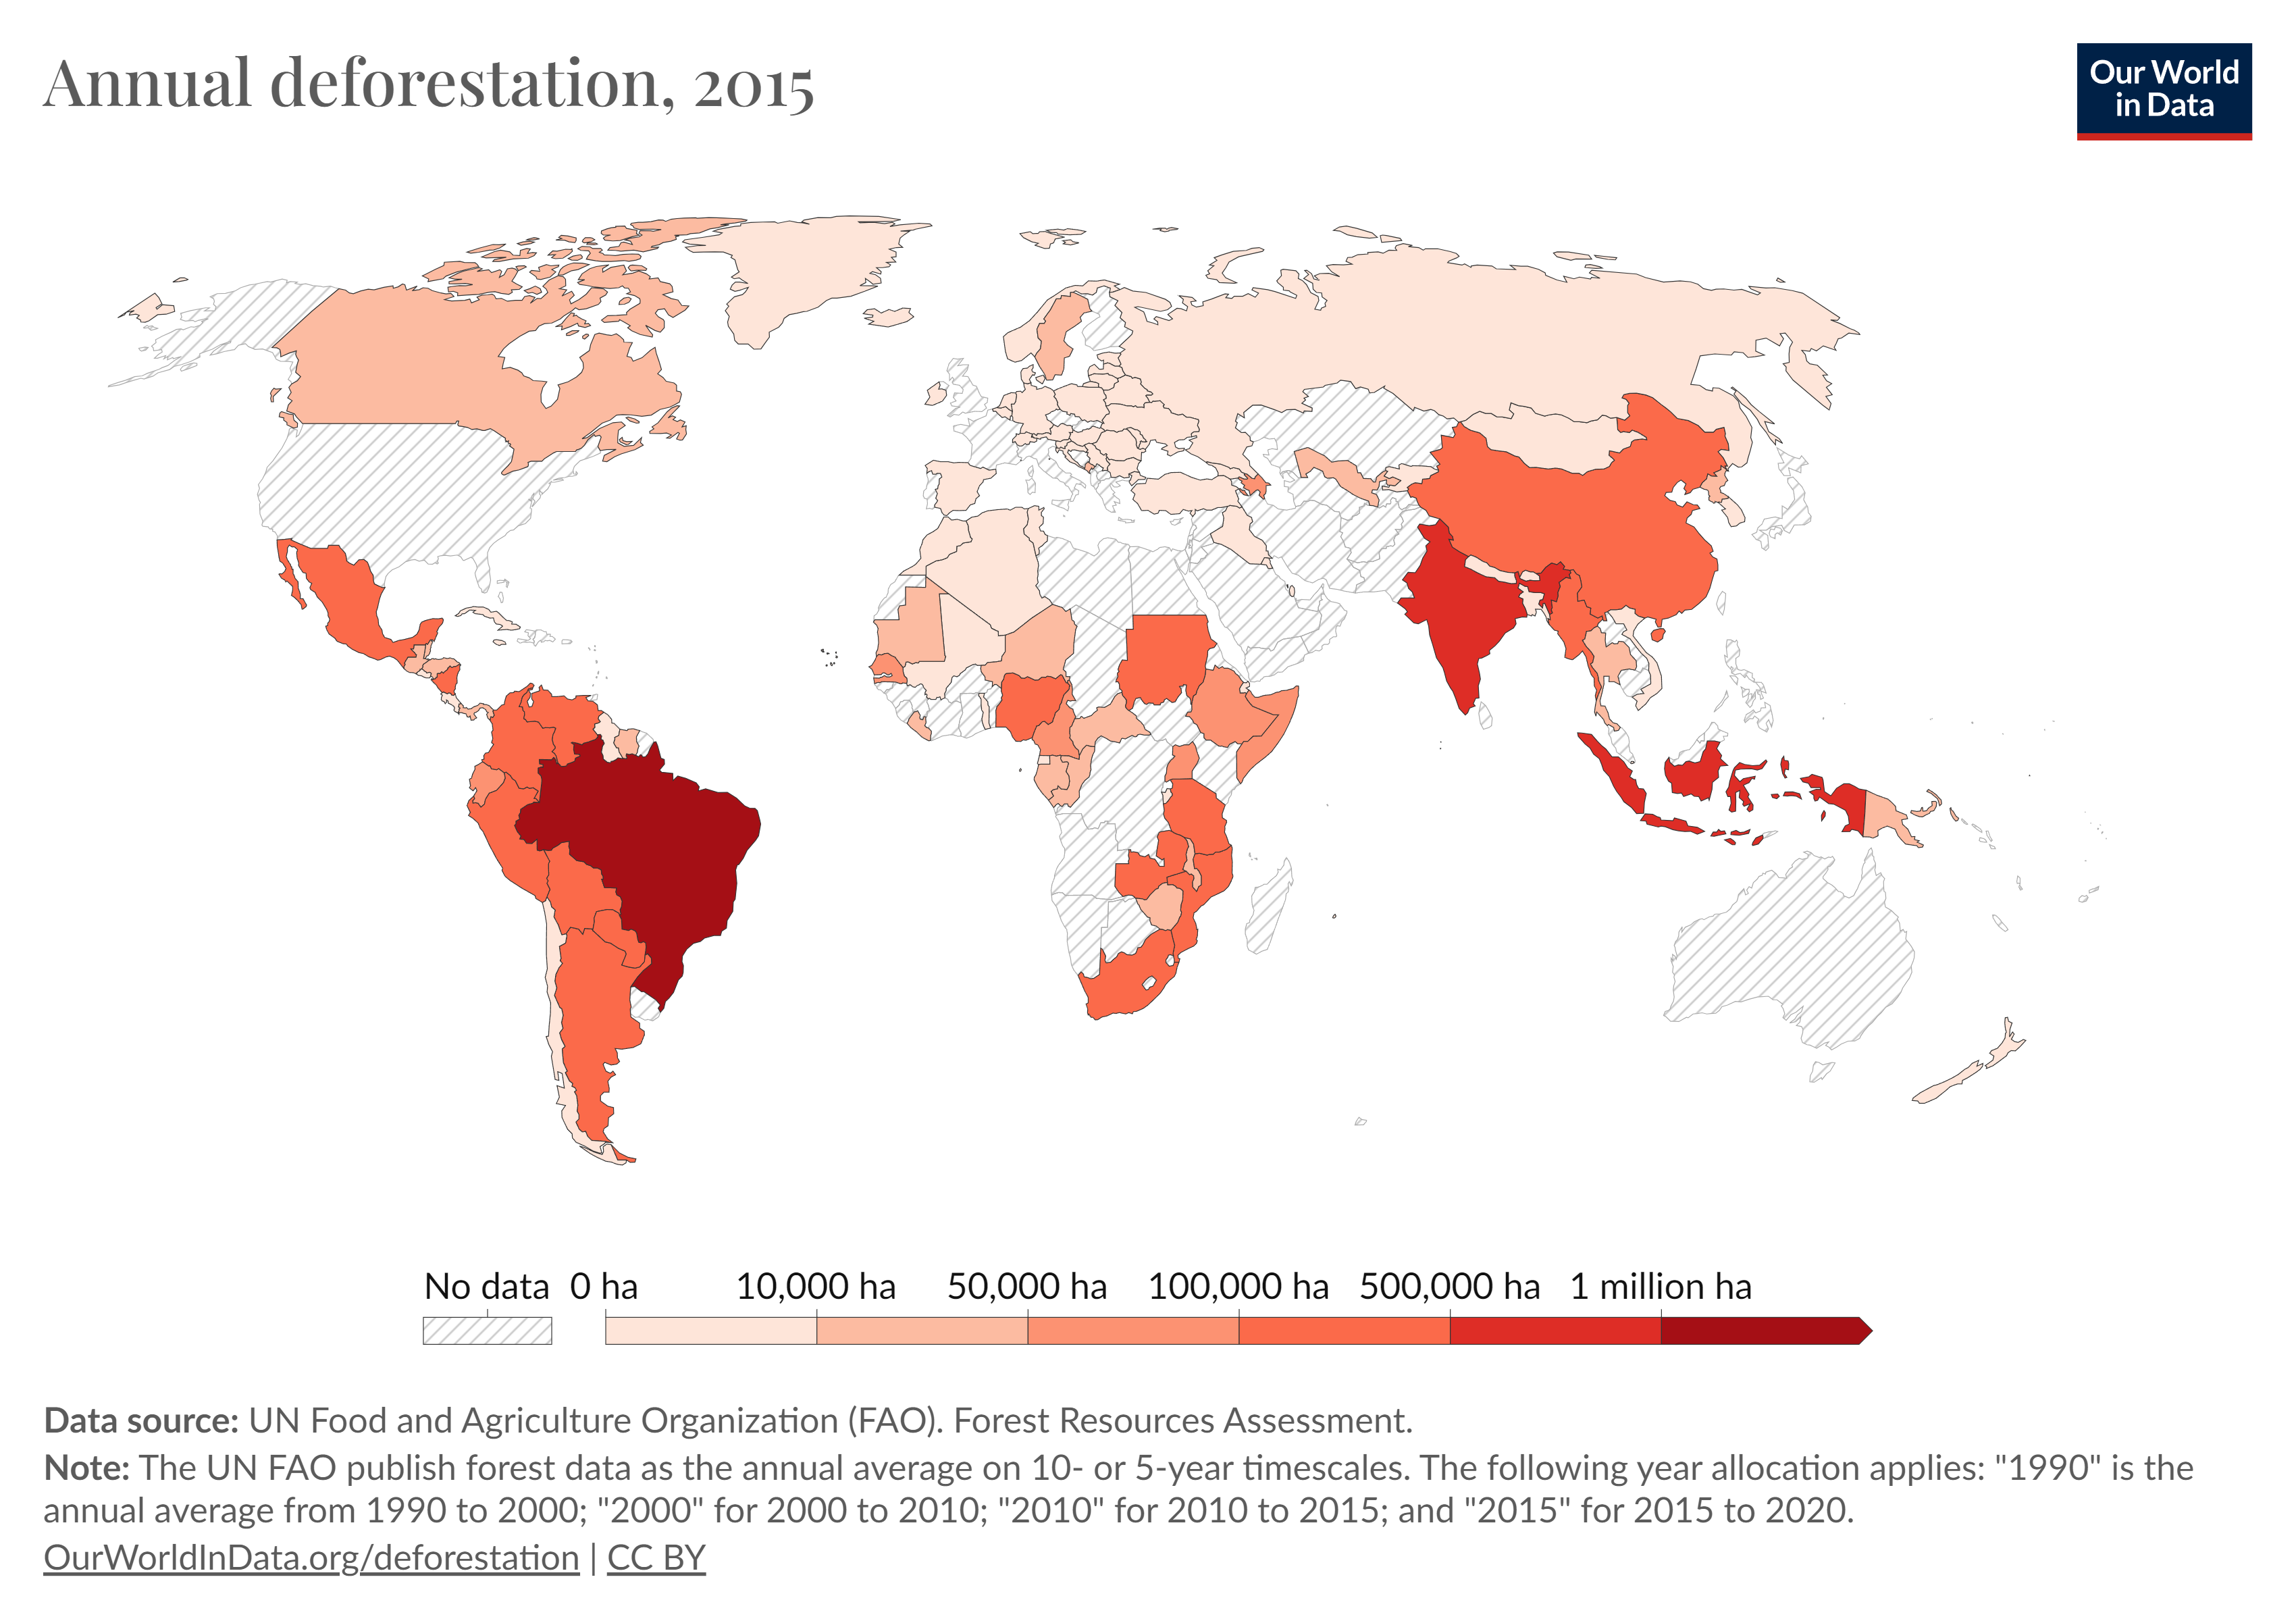 Annual deforestation, 2015
Our World
in Data
No data
0 ha
10,000 ha
50,000 ha
100,000 ha
500,000 ha
1 million ha
Data source: UN Food and Agriculture Organization (FAO). Forest Resources Assessment.
Note: The UN FAO publish forest data as the annual average on 10- or 5-year timescales. The following year allocation applies: "1990" is the
annual average from 1990 to 2000; "2000" for 2000 to 2010; "2010" for 2010 to 2015; and "2015" for 2015 to 2020.
OurWorldInData.org/deforestation | CC BY